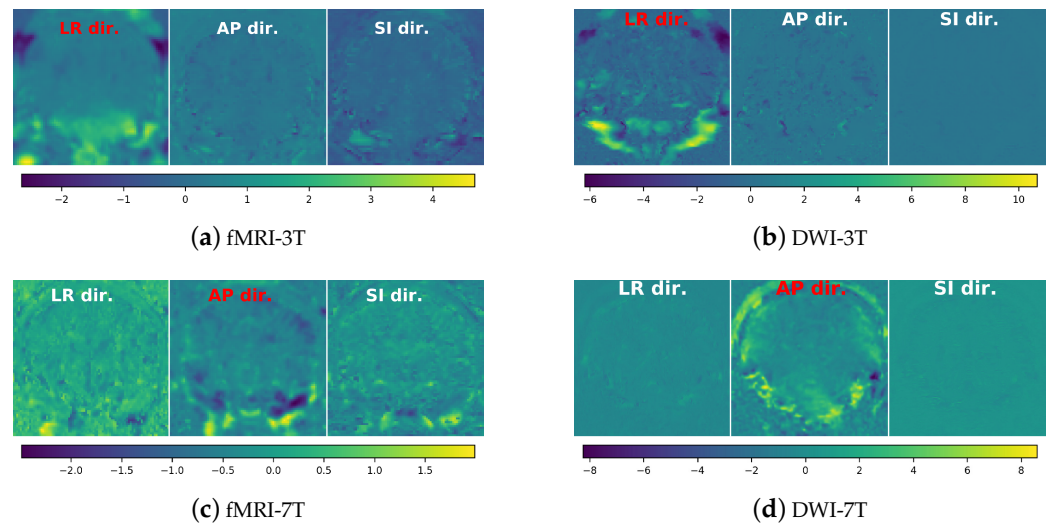 LR dir. AP dir. SI dir.
−2 −1 0 1 2 3 4
(a) fMRI-3T
LR dir. AP dir. SI dir.
−6 −4 −2 0 2 4 6 8 10
(b) DWI-3T
LR dir. AP dir. SI dir.
−2.0 −1.5 −1.0 −0.5 0.0 0.5 1.0 1.5
(c) fMRI-7T
LR dir. AP dir. SI dir.
−8 −6 −4 −2 0 2 4 6 8
(d) DWI-7T